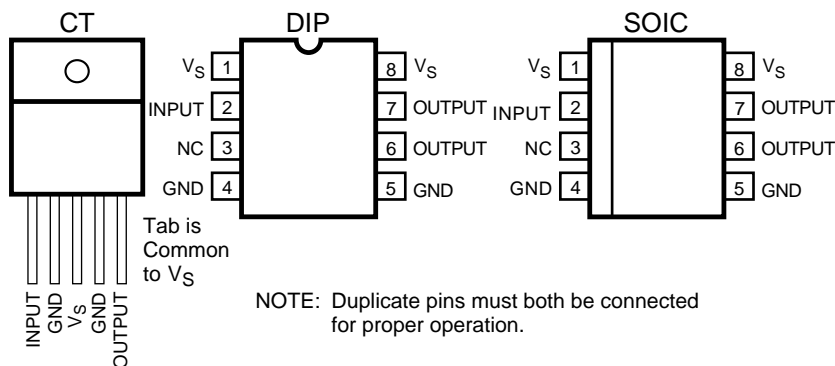 CT
DIP
SOIC
VS 1
8 VS
INPUT 2
7 OUTPUT
NC 3
6 OUTPUT
GND 4
5 GND
VS 1
8 VS
INPUT 2
7 OUTPUT
NC 3
6 OUTPUT
GND 4
5 GND
Tab is
Common
to VS
INPUT
GND
VS
GND
OUTPUT
NOTE: Duplicate pins must both be connected
for proper operation.